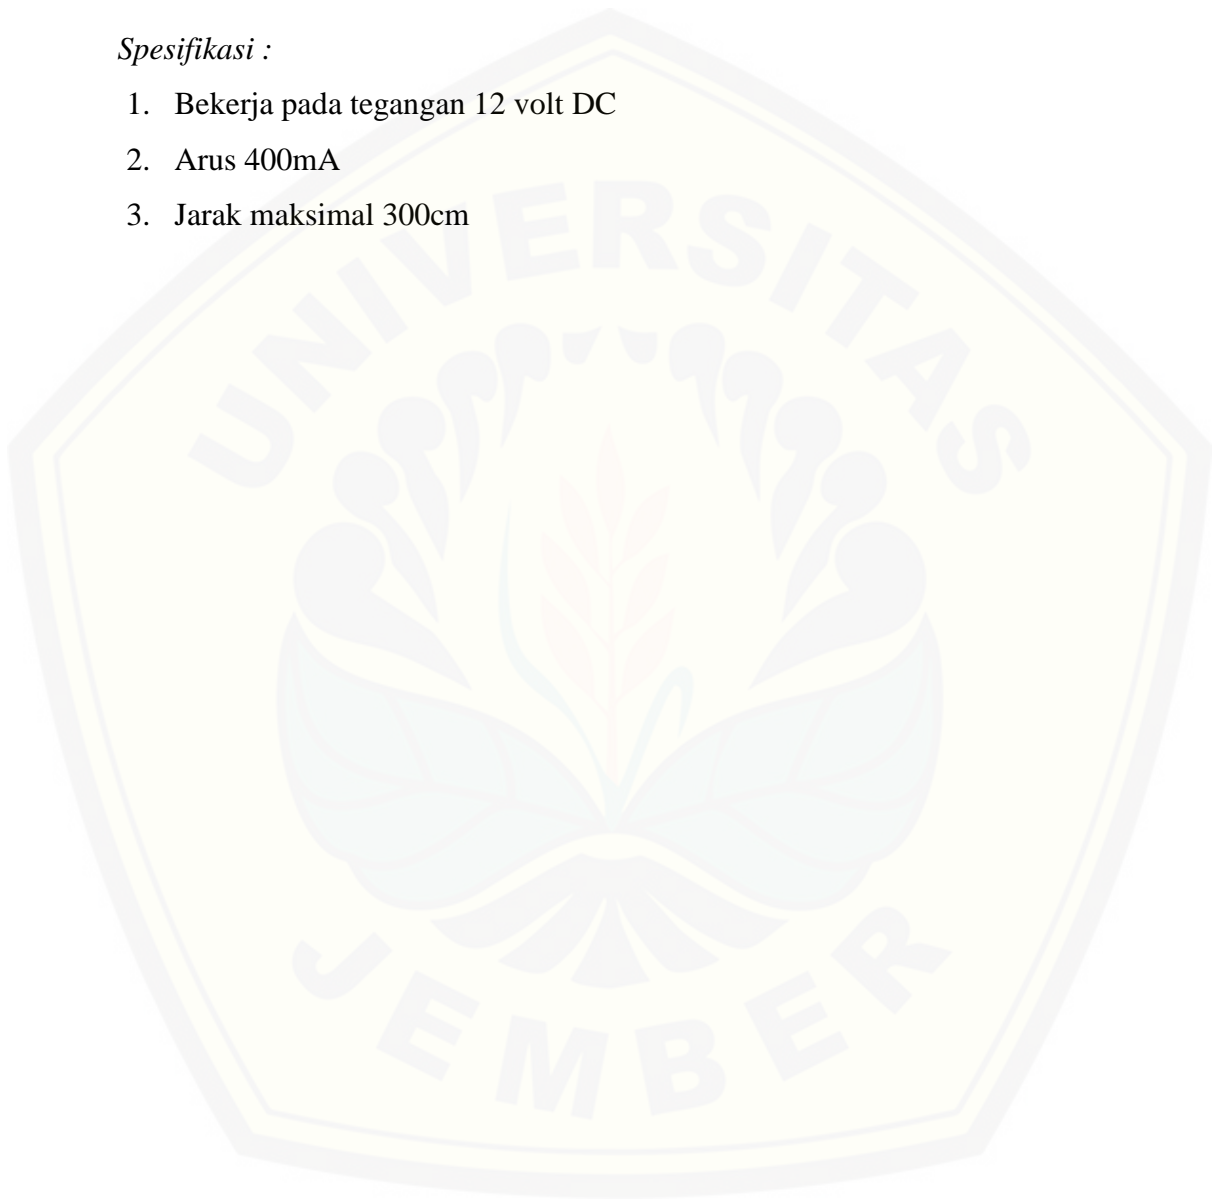 Spesifikasi :
1. Bekerja pada tegangan 12 volt DC
2. Arus 400mA
3. Jarak maksimal 300cm
UNIVERSITAS
JEMBER